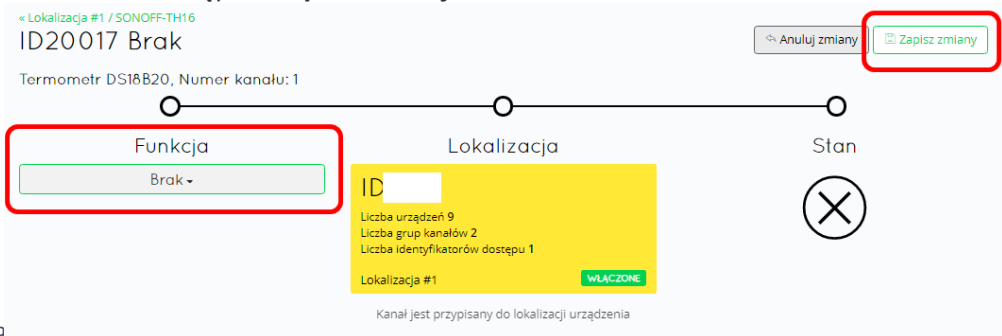 « Lokalizacja #1 / SONOFF-TH16
ID20017 Brak
Anuluj zmiany
Zapisz zmiany
Termometr DS18B20, Numer kanału: 1
Funkcja
Lokalizacja
Stan
Brak
ID
Liczba urządzeń 9
Liczba grup kanałów 2
Liczba identyfikatorów dostępu 1
Lokalizacja #1
WŁĄCZONE
Kanał jest przypisany do lokalizacji urządzenia